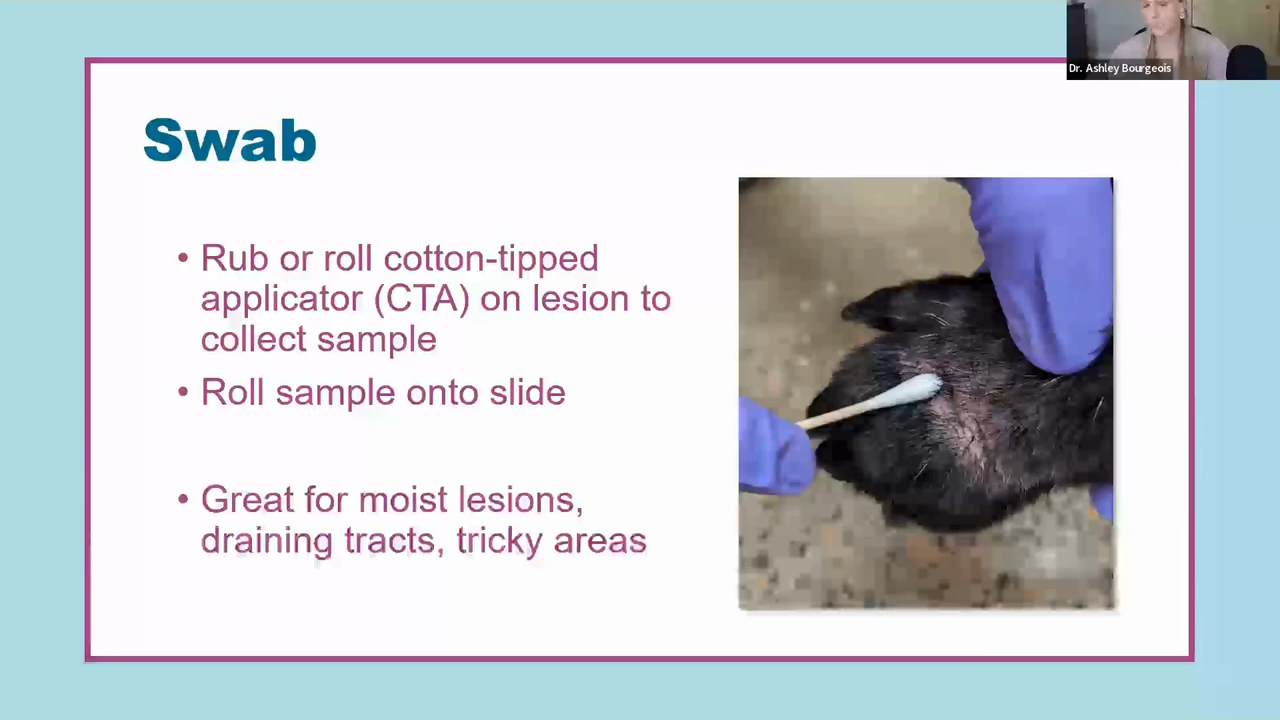 Dr. Ashley Bourgeois
Swab
• Rub or roll cotton-tipped
applicator (CTA) on lesion to
collect sample
• Roll sample onto slide
• Great for moist lesions,
draining tracts, tricky areas